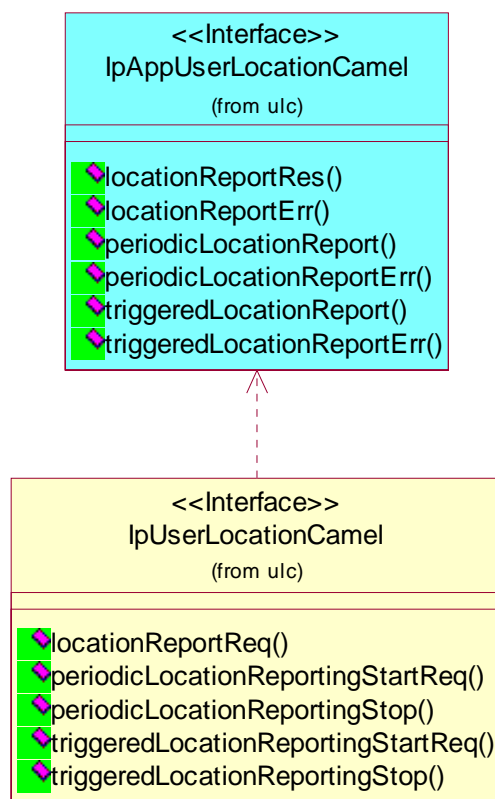 <<Interface>>
IpAppUserLocationCamel
(from ulc)
locationReportRes()
locationReportErr()
periodicLocationReport()
periodicLocationReportErr()
triggeredLocationReport()
triggeredLocationReportErr()
<<Interface>>
IpUserLocationCamel
(from ulc)
locationReportReq()
periodicLocationReportingStartReq()
periodicLocationReportingStop()
triggeredLocationReportingStartReq()
triggeredLocationReportingStop()